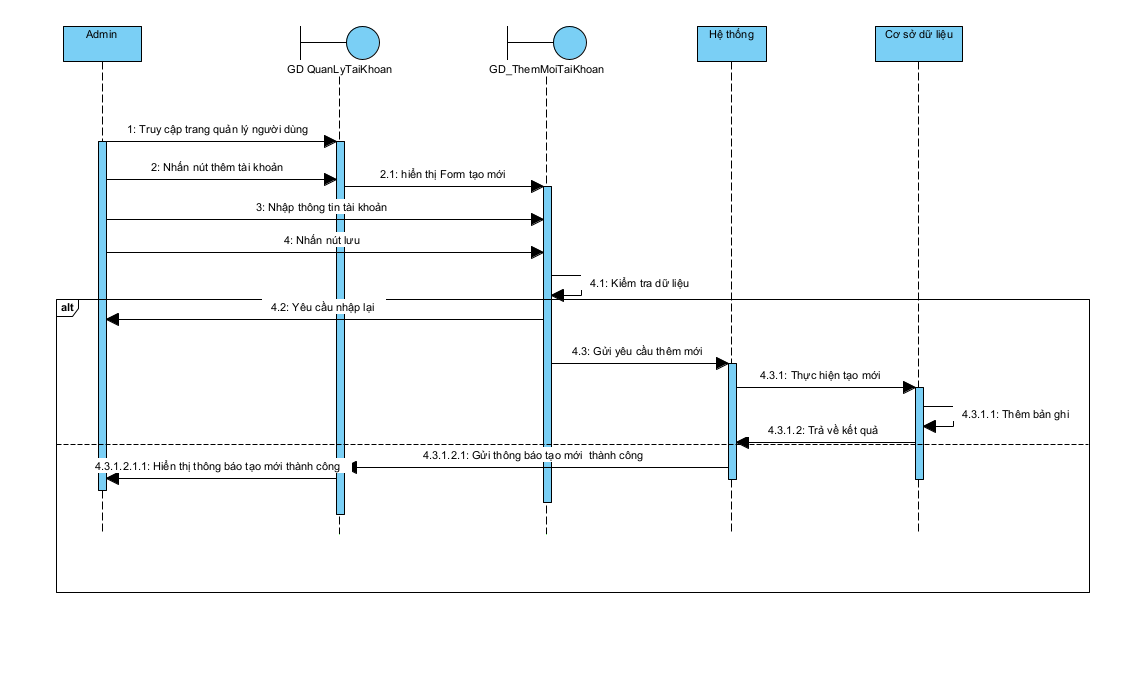 Admin
GD QuanLyTaiKhoan
GD_ThemMoiTaiKhoan
Hệ thống
Cơ sở dữ liệu
1: Truy cập trang quản lý người dùng
2: Nhấn nút thêm tài khoản
2.1: hiển thị Form tạo mới
3: Nhập thông tin tài khoản
4: Nhấn nút lưu
4.1: Kiểm tra dữ liệu
alt
4.2: Yêu cầu nhập lại
4.3: Gửi yêu cầu thêm mới
4.3.1: Thực hiện tạo mới
4.3.1.1: Thêm bản ghi
4.3.1.2: Trả về kết quả
4.3.1.2.1: Gửi thông báo tạo mới thành công
4.3.1.2.1.1: Hiển thị thông báo tạo mới thành công